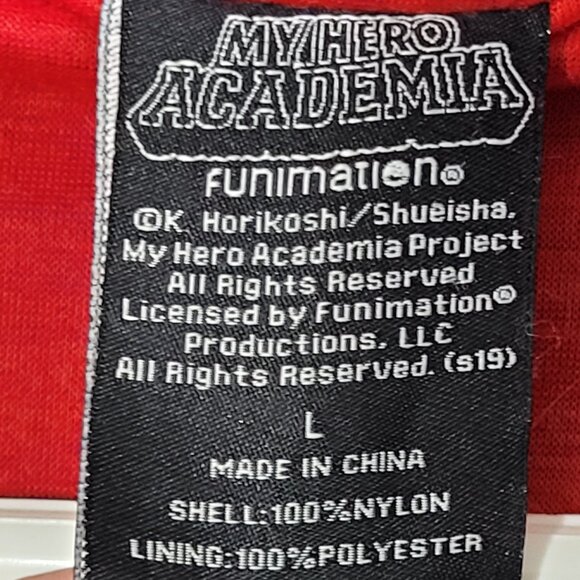 MY HERO
ACADEMIA
FUNIMATION®
©K. Horikoshi/Shueisha,
My Hero Academia Project
All Rights Reserved
Licensed by Funimation®
Productions, LLC
All Rights Reserved. (s19)
L
MADE IN CHINA
SHELL:100%NYLON
LINING:100%POLYESTER